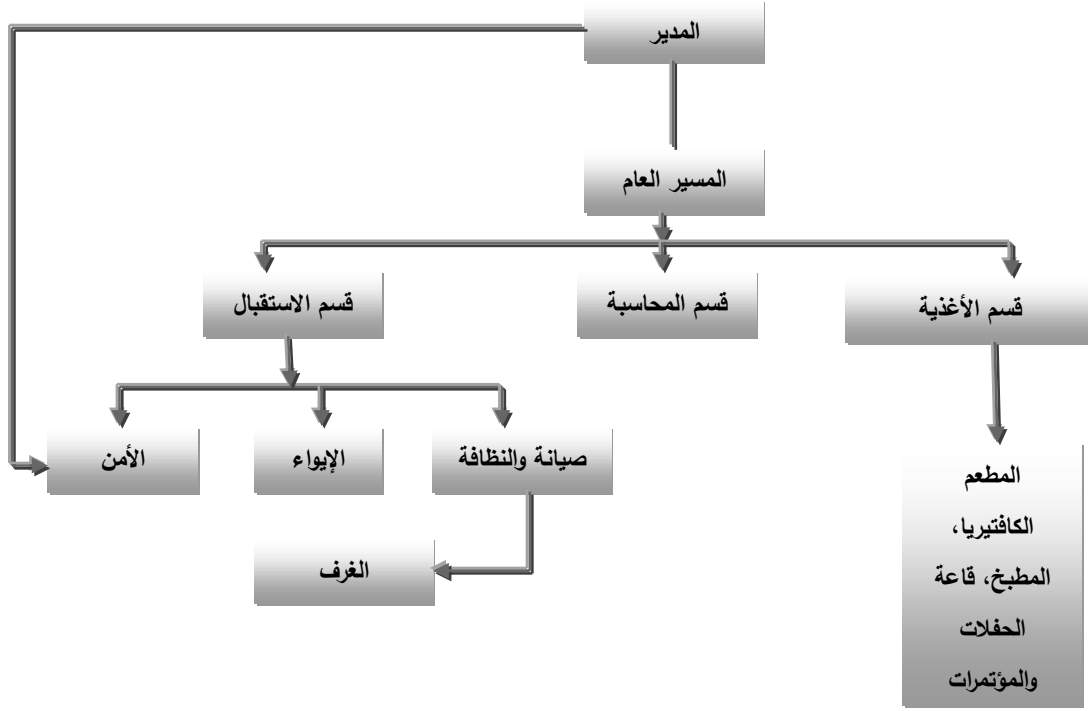 المدير
المسير العام
قسم الأغذية
قسم المحاسبة
قسم الاستقبال
صيانة والنظافة
الإيواء
الأمن
المطعم
الكافتيريا،
المطبخ، قاعة
الحفلات
والمؤتمرات
الغرف